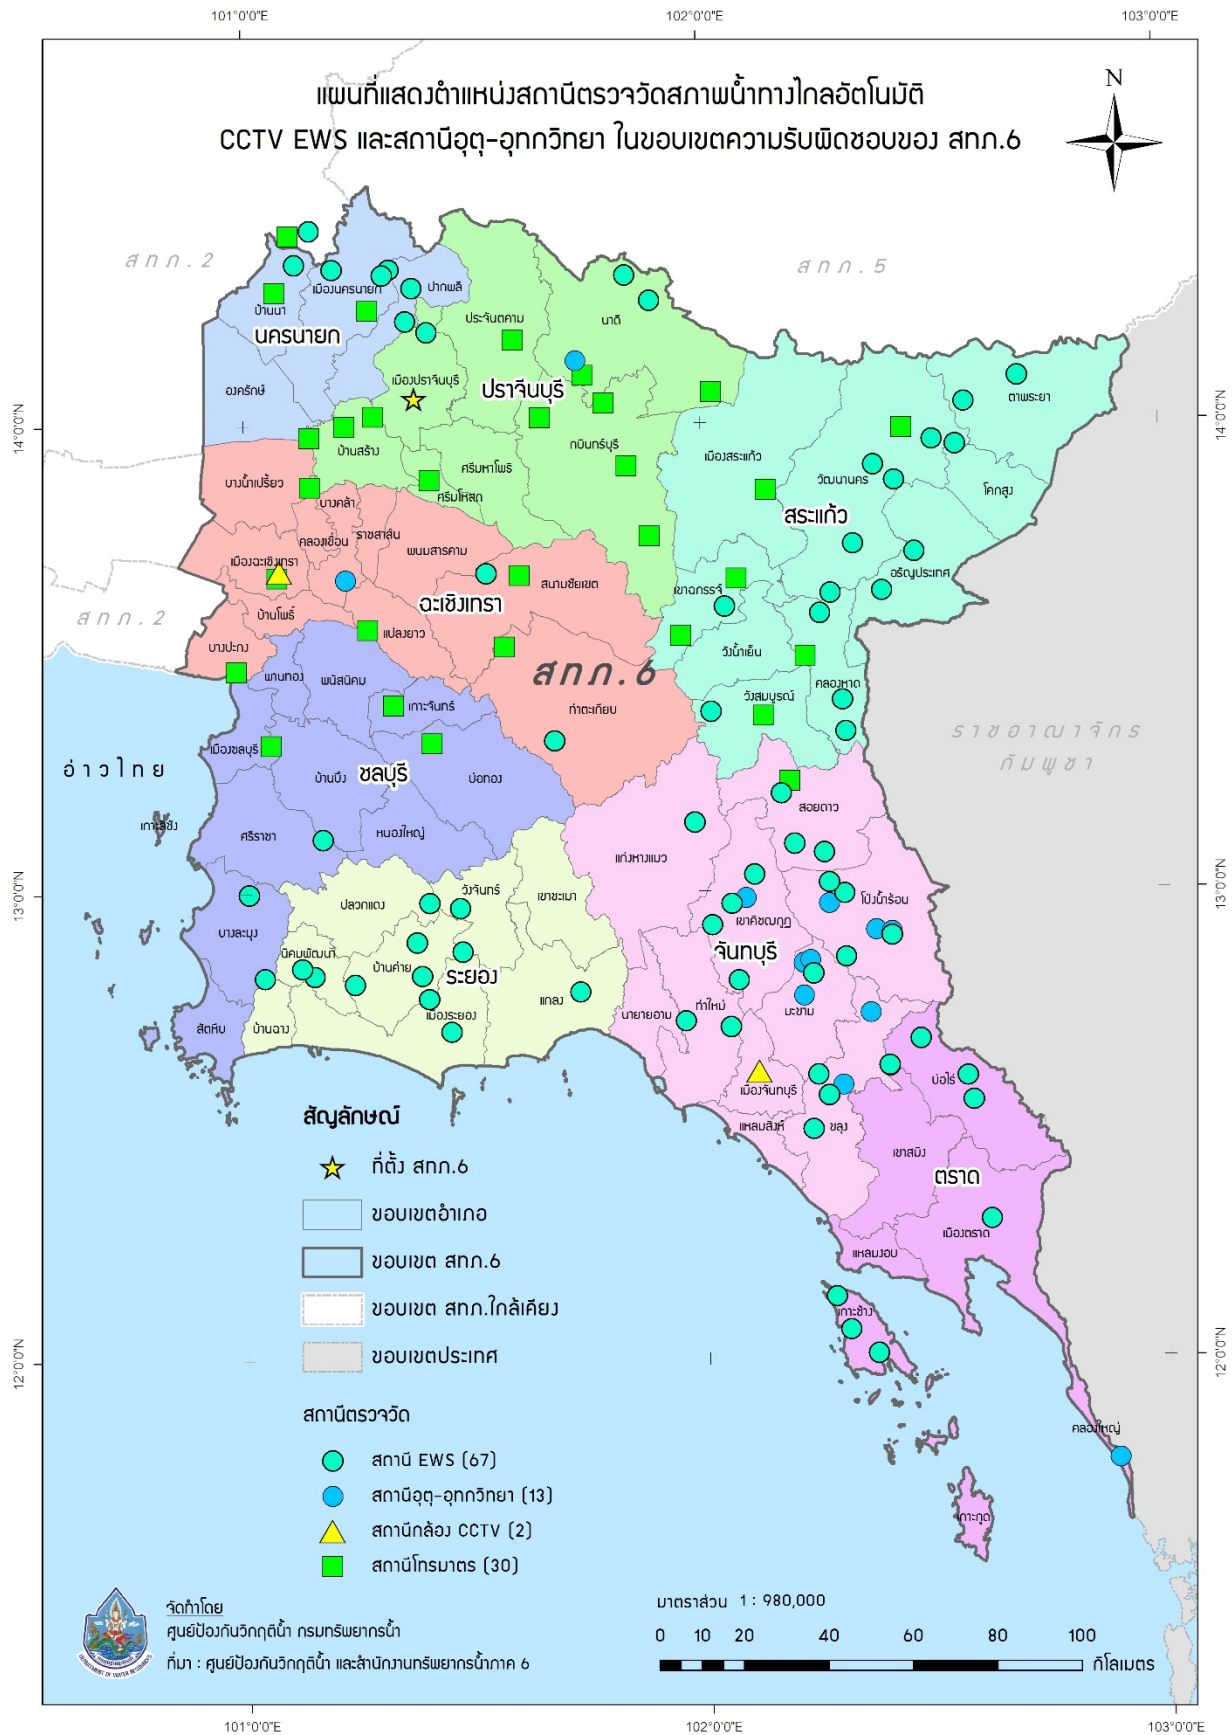 101°0'0"E 102°0'0"E 103°0'0"E
แผนที่แสดงตำแหน่งสถานีตรวจวัดสภาพน้ำทางไกลอัตโนมัติ
CCTV EWS และสถานีอุตุ-อุทกวิทยา ในขอบเขตความรับผิดชอบของ สทภ.6
N
สทภ.2
สทภ.5
ปากพลี
เมืองนครนายก
บ้านนา
นครนายก
ประจันตคาม
นาดี
องครักษ์
เมืองปราจีนบุรี
ปราจีนบุรี
ตาพระยา
14°0'0"N
14°0'0"N
บ้านสร้าง
กบินทร์บุรี
เมืองสระแก้ว
ศรีมหาโพธิ
วัฒนานคร
โคกสูง
บางน้ำเปรี้ยว
ศรีมโหสถ
บางคล้า
สระแก้ว
คลองเขื่อน
ราชสาส์น
พนมสารคาม
เมืองฉะเชิงเทรา
สนามชัยเขต
เขาฉกรรจ์
อรัญประเทศ
สทภ.2
บ้านโพธิ์
ฉะเชิงเทรา
แปลงยาว
บางปะกง
วังน้ำเย็น
สทภ.6
พานทอง
พนัสนิคม
คลองหาด
เกาะจันทร์
ท่าตะเกียบ
วังสมบูรณ์
ราชอาณาจักร
กัมพูชา
เมืองชลบุรี
อ่าวไทย
ชลบุรี
บ้านบึง
บ่อทอง
สอยดาว
เกาะสีชัง
ศรีราชา
หนองใหญ่
แก่งหางแมว
13°0'0"N
13°0'0"N
วังจันทร์
เขาชะเมา
ปลวกแดง
โป่งน้ำร้อน
เขาคิชฌกูฏ
บางละมุง
นิคมพัฒนา
บ้านค่าย
ระยอง
จันทบุรี
แกลง
ท่าใหม่
มะขาม
นายายอาม
เมืองระยอง
สัตหีบ
บ้านฉาง
บ่อไร่
เมืองจันทบุรี
แหลมสิงห์
ขลุง
เขาสมิง
ตราด
เมืองตราด
แหลมงอบ
เกาะช้าง
12°0'0"N
12°0'0"N
คลองใหญ่
เกาะกูด
สัญลักษณ์
ที่ตั้ง สทภ.6
ขอบเขตอำเภอ
ขอบเขต สทภ.6
ขอบเขต สทภ.ใกล้เคียง
ขอบเขตประเทศ
สถานีตรวจวัด
สถานี EWS (67)
สถานีอุตุ-อุทกวิทยา (13)
สถานีกล้อง CCTV (2)
สถานีโทรมาตร (30)
จัดทำโดย
ศูนย์ป้องกันวิกฤติน้ำ กรมทรัพยากรน้ำ
ที่มา : ศูนย์ป้องกันวิกฤติน้ำ และสำนักงานทรัพยากรน้ำภาค 6
DEPARTMENT OF WATER RESOURCES
มาตราส่วน 1 : 980,000
0 10 20 40 60 80 100
กิโลเมตร
101°0'0"E 102°0'0"E 103°0'0"E